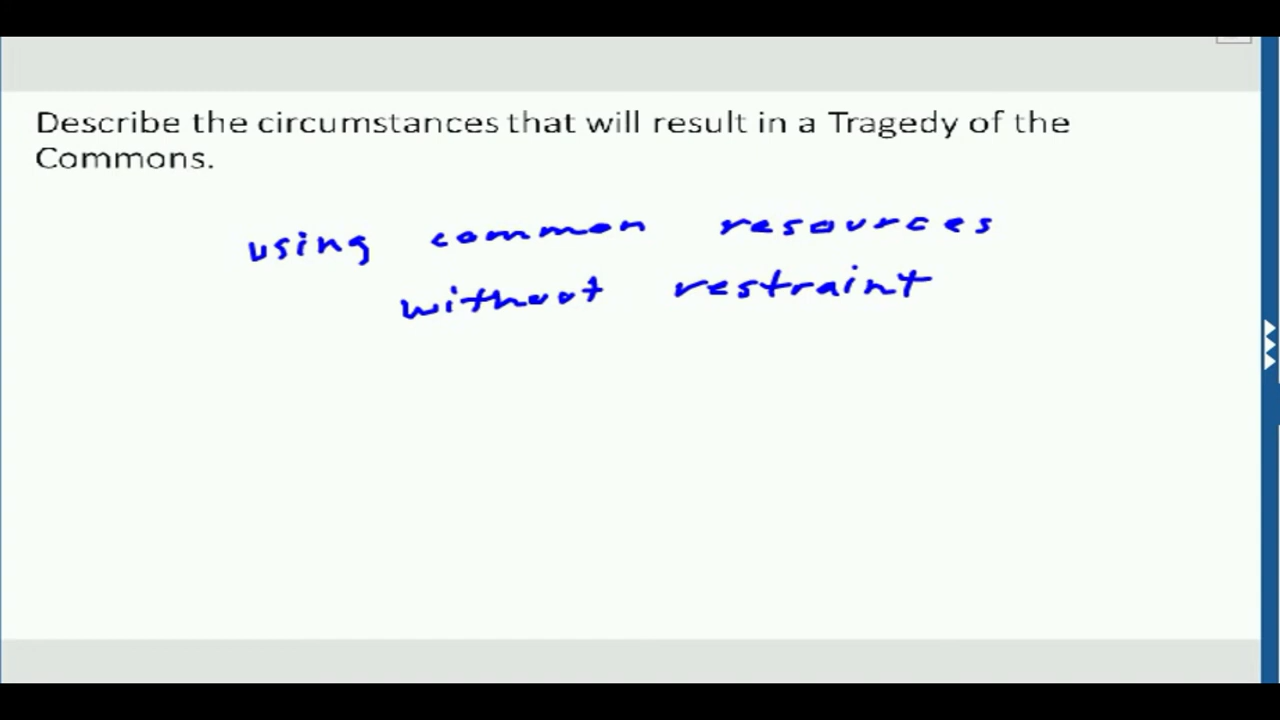 Describe the circumstances that will result in a Tragedy of the
Commons.
using common resources
without restraint